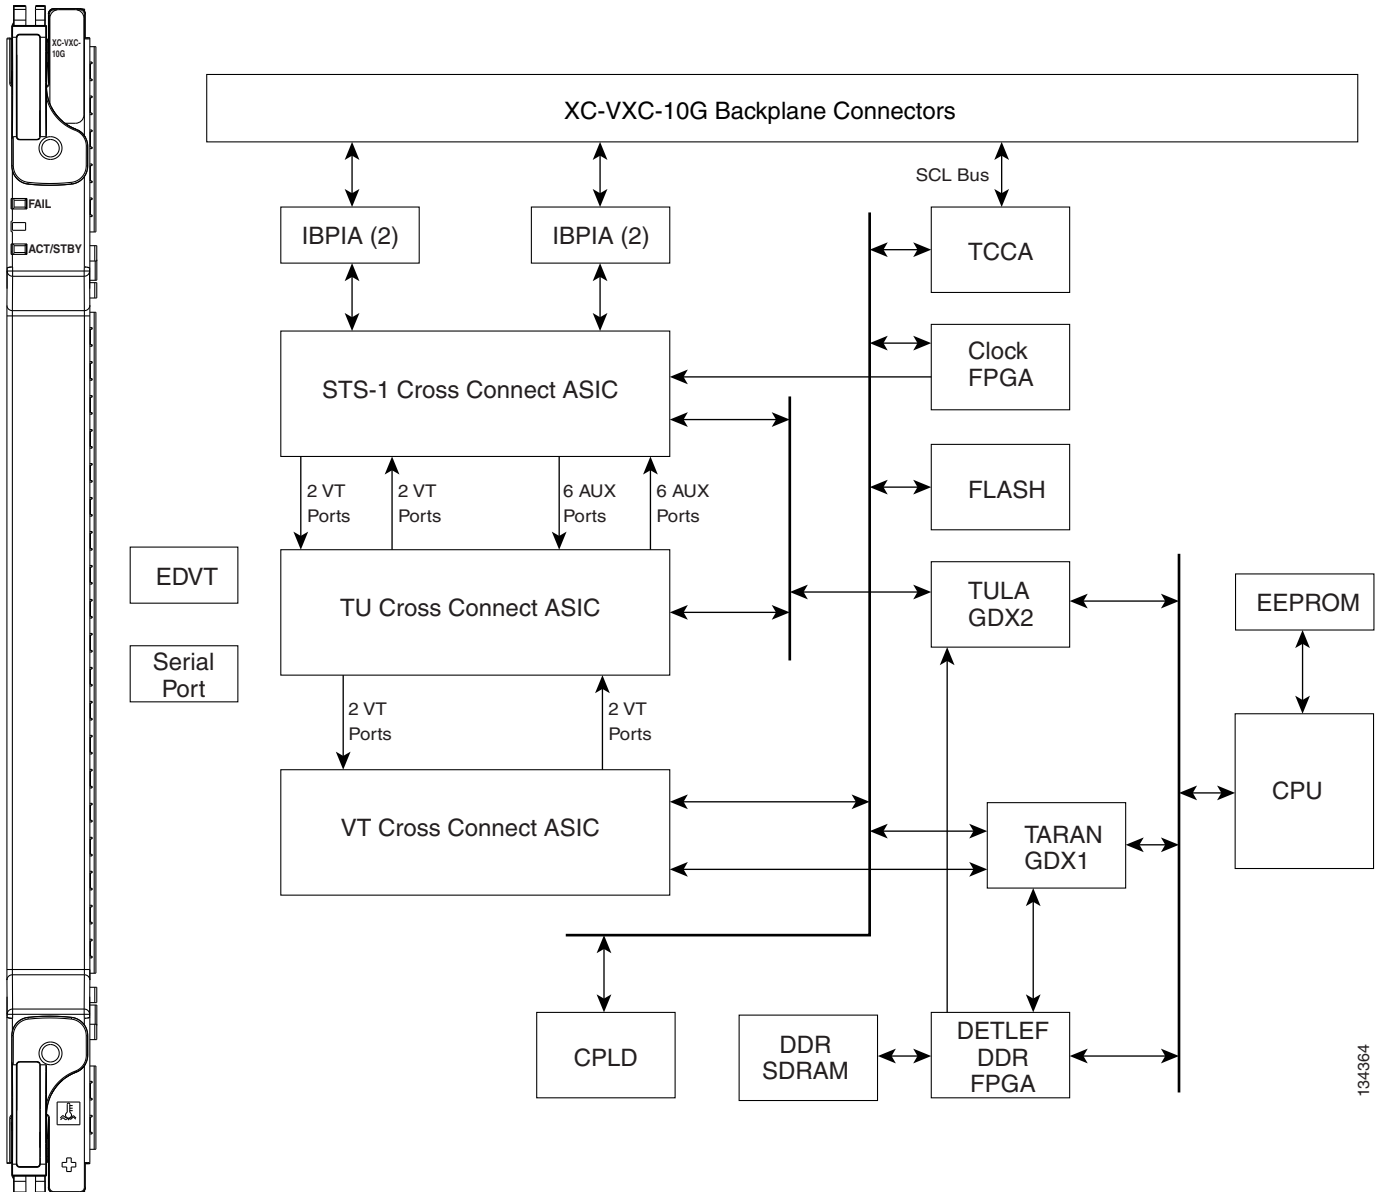 XC-VXC-
10G
FAIL
ACT/STBY
XC-VXC-10G Backplane Connectors
SCL Bus
IBPIA (2)
IBPIA (2)
TCCA
STS-1 Cross Connect ASIC
Clock
FPGA
2 VT
Ports
2 VT
Ports
6 AUX
Ports
6 AUX
Ports
FLASH
EDVT
TU Cross Connect ASIC
TULA
GDX2
EEPROM
Serial
Port
2 VT
Ports
2 VT
Ports
VT Cross Connect ASIC
TARAN
GDX1
CPU
CPLD
DDR
SDRAM
DETLEF
DDR
FPGA
134364